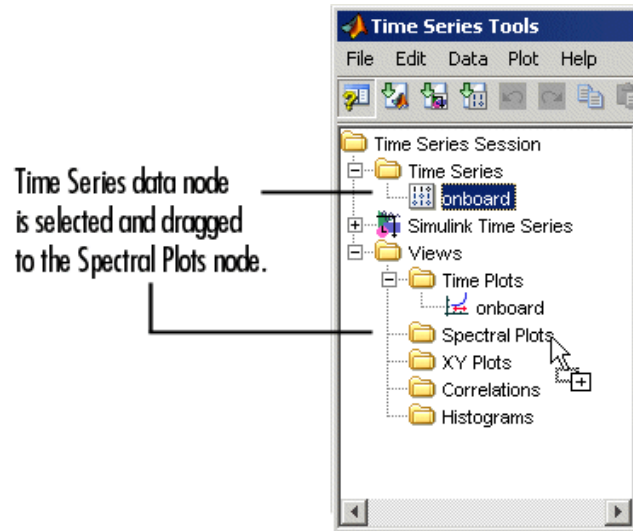 Time Series Tools
File Edit Data Plot Help
Time Series Session
Time Series
onboard
Simulink Time Series
Views
Time Plots
onboard
Spectral Plots
XY Plots
Correlations
Histograms
Time Series data node
is selected and dragged
to the Spectral Plots node.